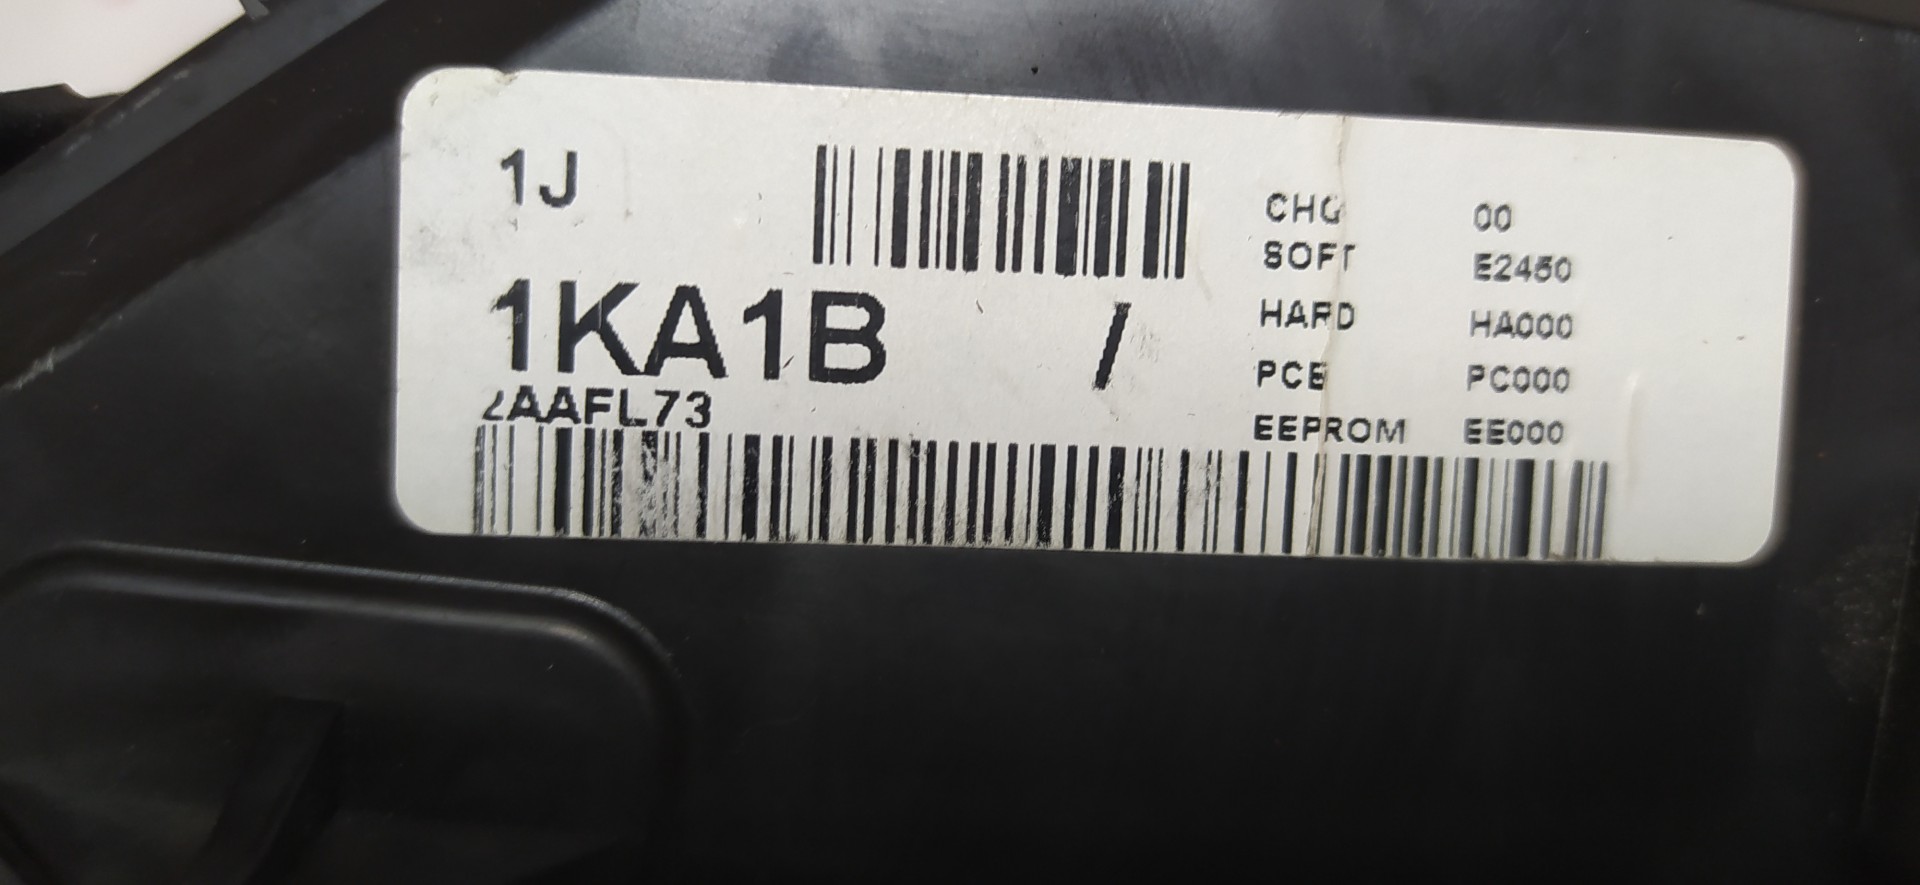 1J
CHG 00
SOFT E2450
1KA1B /
HARD HA000
PCB PC000
2AAFL73
EEPROM EE000